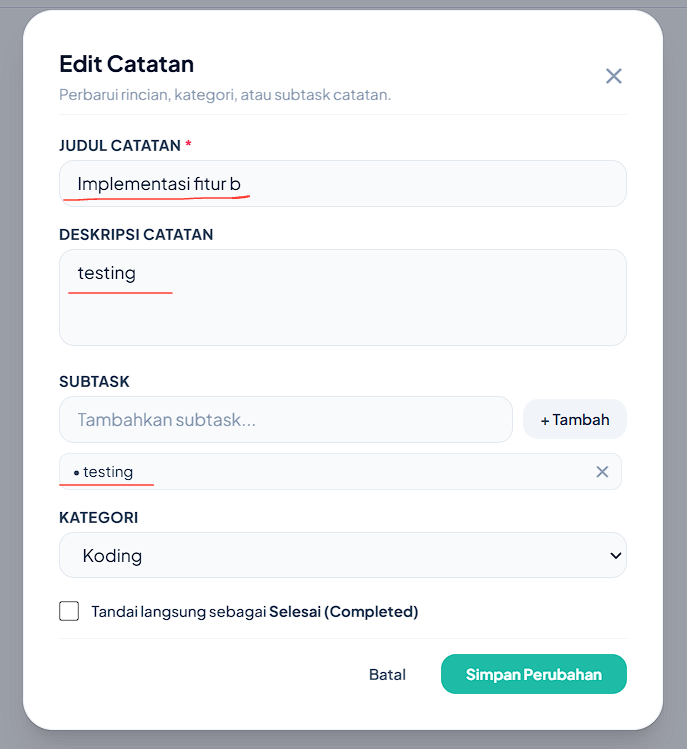 Edit Catatan
Perbarui rincian, kategori, atau subtask catatan.
JUDUL CATATAN *
Implementasi fitur b
DESKRIPSI CATATAN
testing
SUBTASK
Tambahkan subtask...
+ Tambah
• testing
KATEGORI
Koding
Tandai langsung sebagai Selesai (Completed)
Batal
Simpan Perubahan